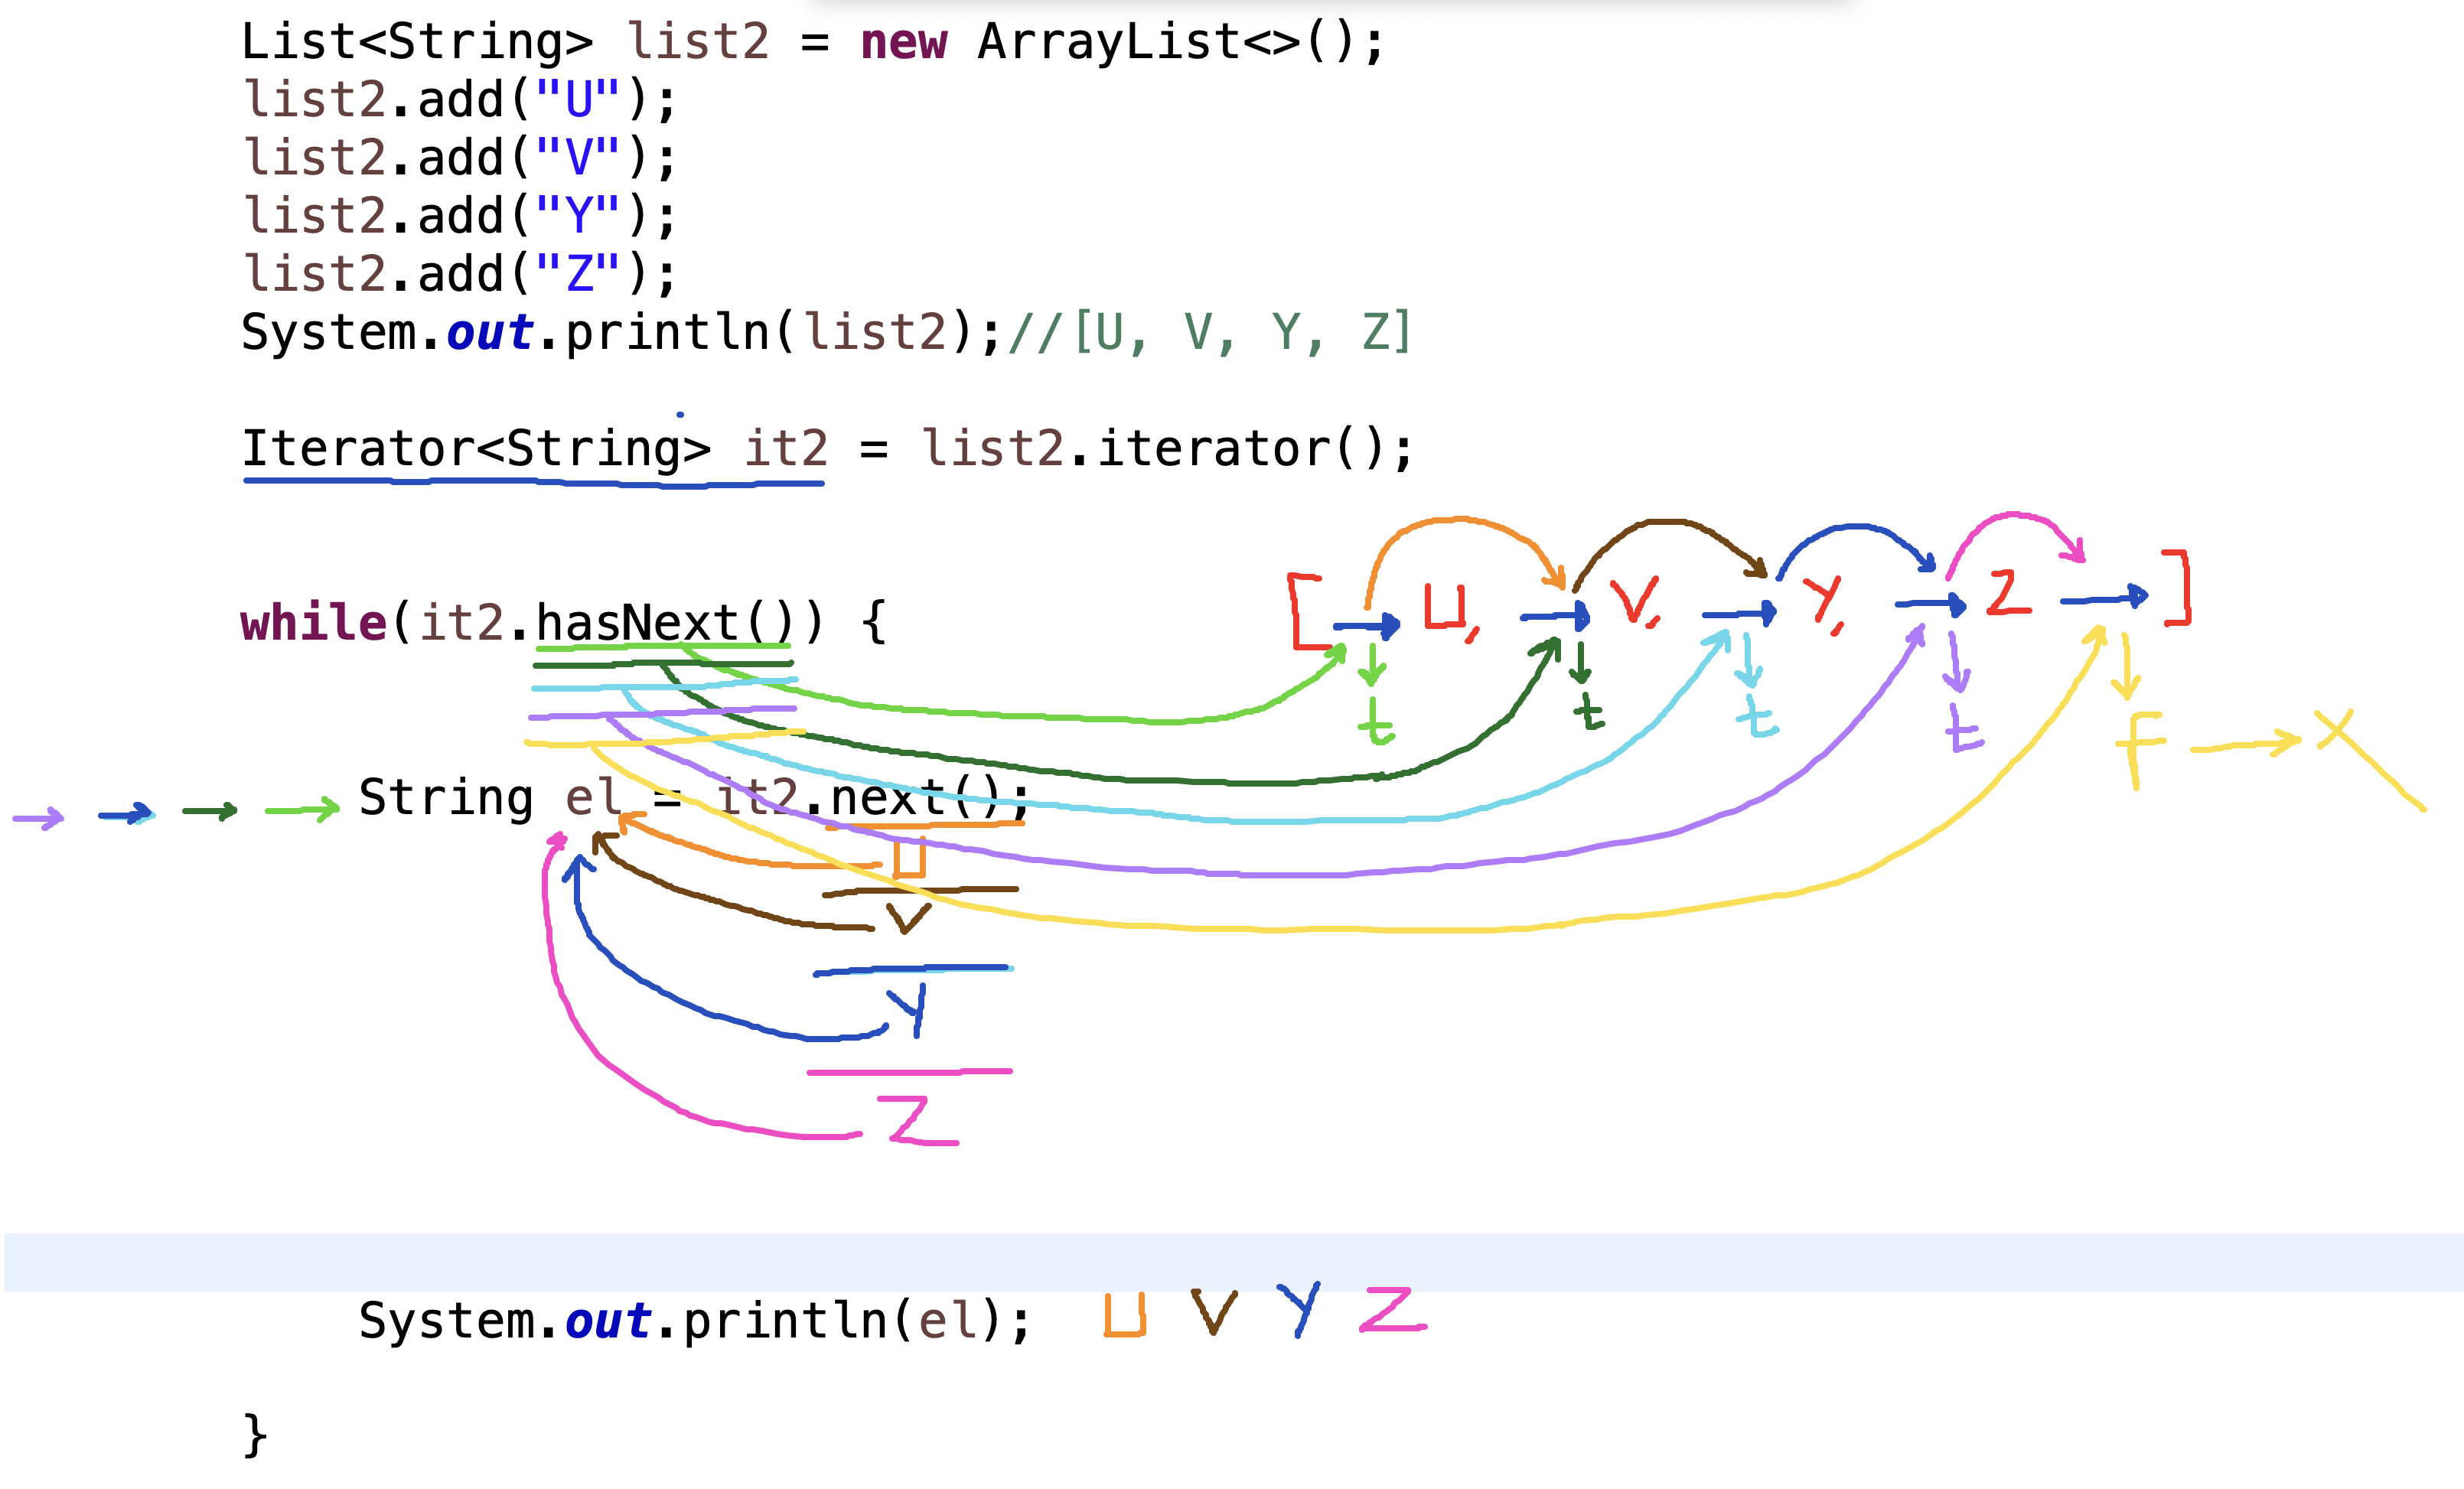 List<String> list2 = new ArrayList<>();
list2.add("U");
list2.add("V");
list2.add("Y");
list2.add("Z");
System.out.println(list2);//[U, V, Y, Z]
Iterator<String> it2 = list2.iterator();
[ U, V, Y, Z ]
while(it2.hasNext()) {
t t t t f X
String el = it2.next();
U
V
Y
Z
System.out.println(el); U V Y Z
}